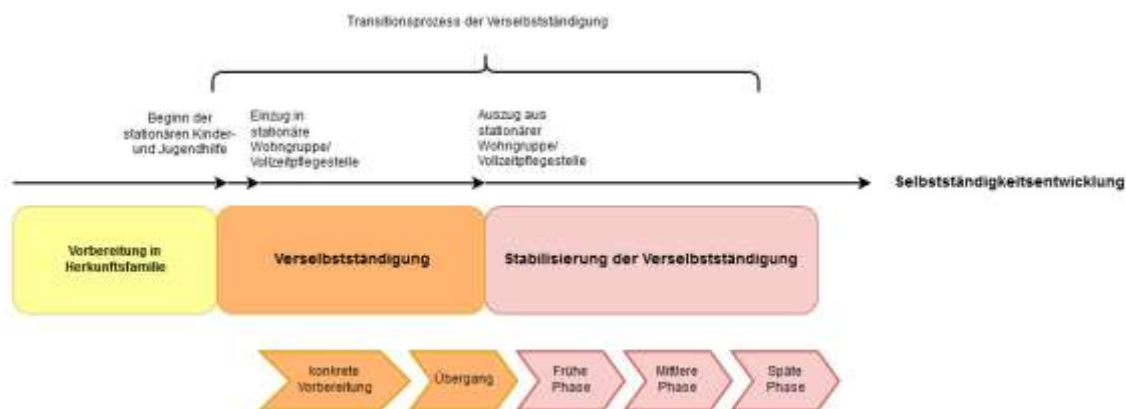 Transitionsprozess der Verselbstständigung
Beginn der
stationären Kinder-
und Jugendhilfe
Einzug in
stationäre
Wohngruppe/
Vollzeitpflegestelle
Auszug aus
stationärer
Wohngruppe/
Vollzeitpflegestelle
Selbstständigkeitsentwicklung
Vorbereitung in
Herkunftsfamilie
Verselbstständigung
Stabilisierung der Verselbstständigung
konkrete
Vorbereitung
Übergang
Frühe
Phase
Mittlere
Phase
Späte
Phase